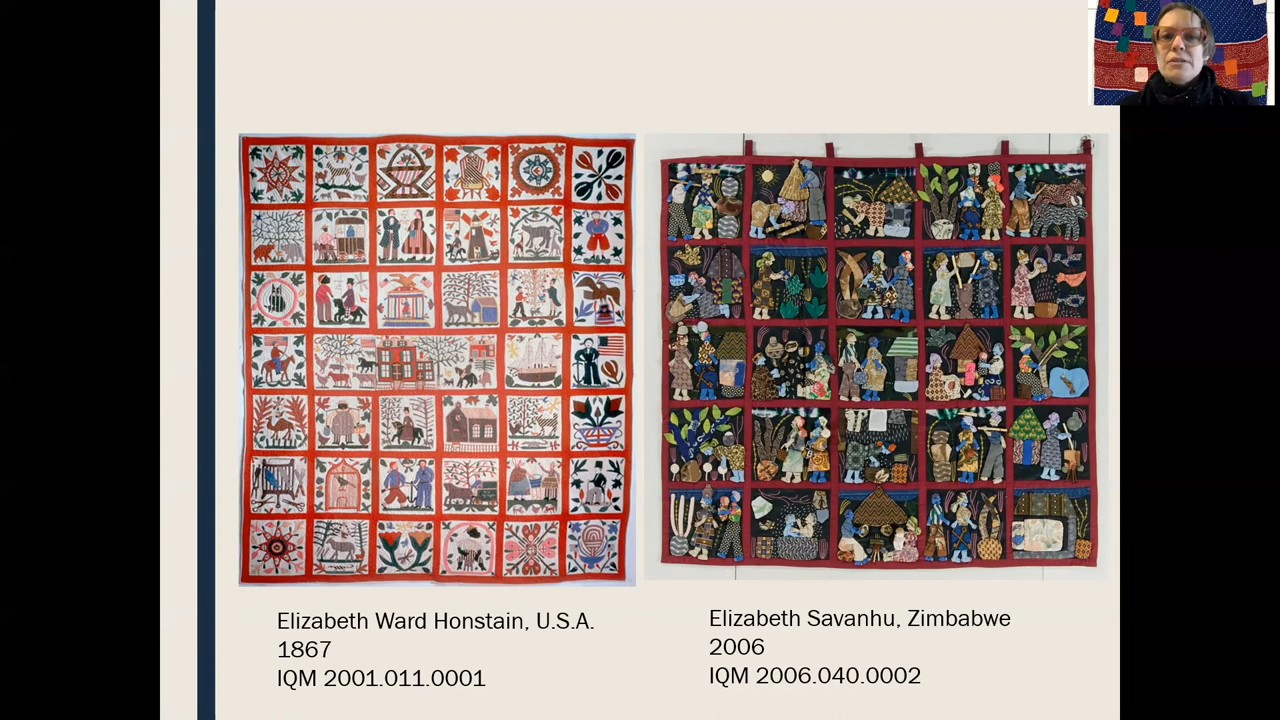 Elizabeth Ward Honstain, U.S.A.
1867
IQM 2001.011.0001
Elizabeth Savanhu, Zimbabwe
2006
IQM 2006.040.0002